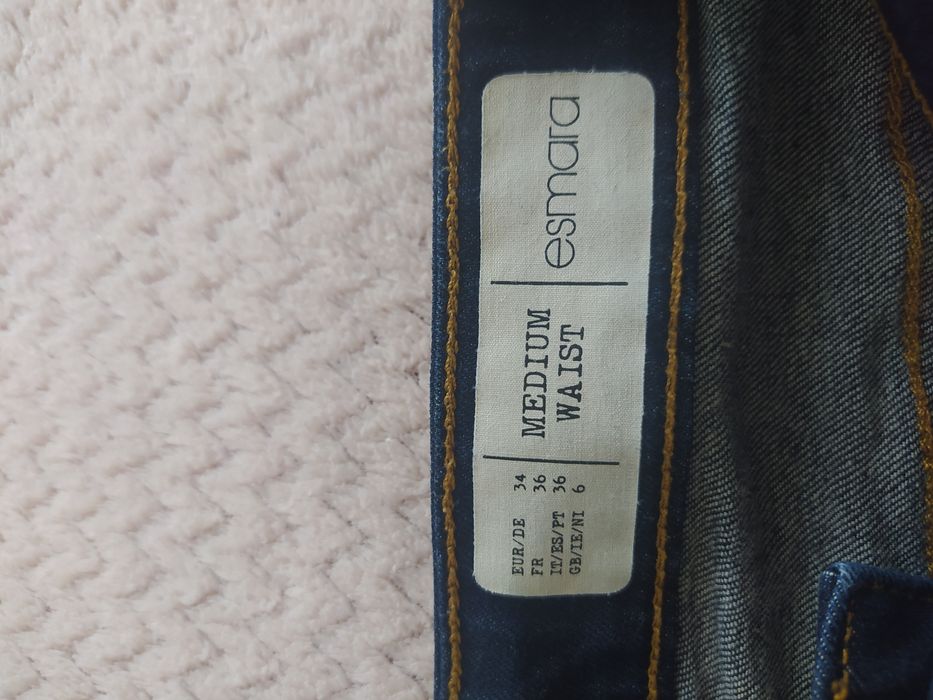 EUR/DE 34
FR 36
IT/ES/PT 36
GB/IE/NI 6
MEDIUM
WAIST
esmara